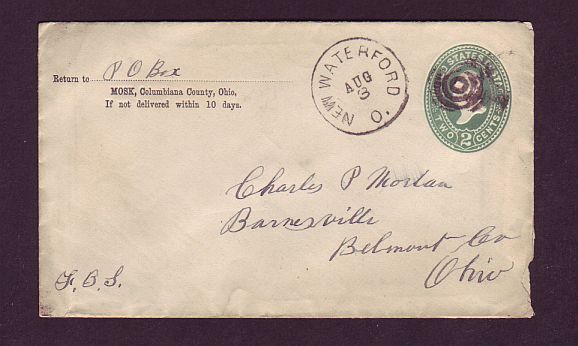 Return to P O Box
MOSK, Columbiana County, Ohio,
If not delivered within 10 days.
NEW WATERFORD O.
AUG
3
UNITED STATES POSTAGE
TWO 2 CENTS
Charles P
Barnesville
Belmont Co
Ohio
F. B. S.